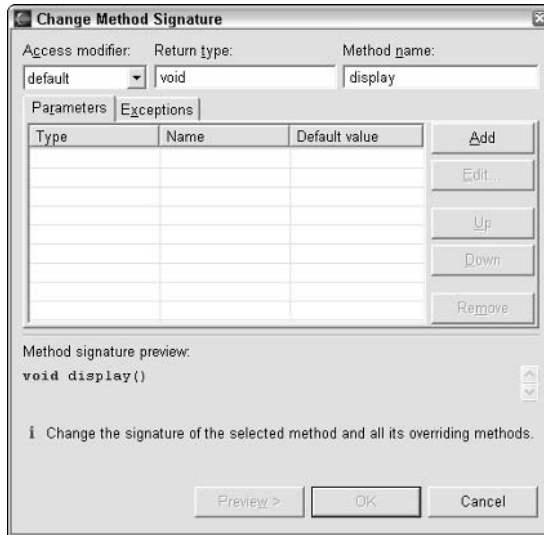 Change Method Signature
Access modifier: Return type: Method name:
default void display
Parameters Exceptions
Type Name Default value
Add
Edit...
Up
Down
Remove
Method signature preview:
void display()
i Change the signature of the selected method and all its overriding methods.
Preview > OK Cancel